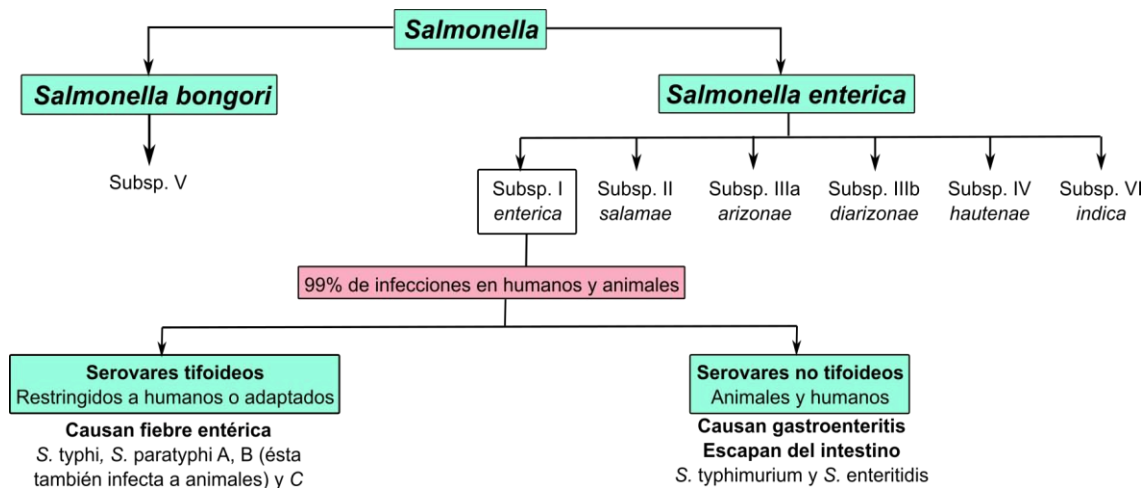 Salmonella
Salmonella bongori
Salmonella enterica
Subsp. V
Subsp. I
enterica
Subsp. II
salamae
Subsp. IIIa
arizonae
Subsp. IIIb
diarizonae
Subsp. IV
hautenae
Subsp. VI
indica
99% de infecciones en humanos y animales
Serovares tifoideos
Restringidos a humanos o adaptados
Causan fiebre entérica
S. typhi, S. paratyphi A, B (ésta
también infecta a animales) y C
Serovares no tifoideos
Animales y humanos
Causan gastroenteritis
Escapan del intestino
S. typhimurium y S. enteritidis